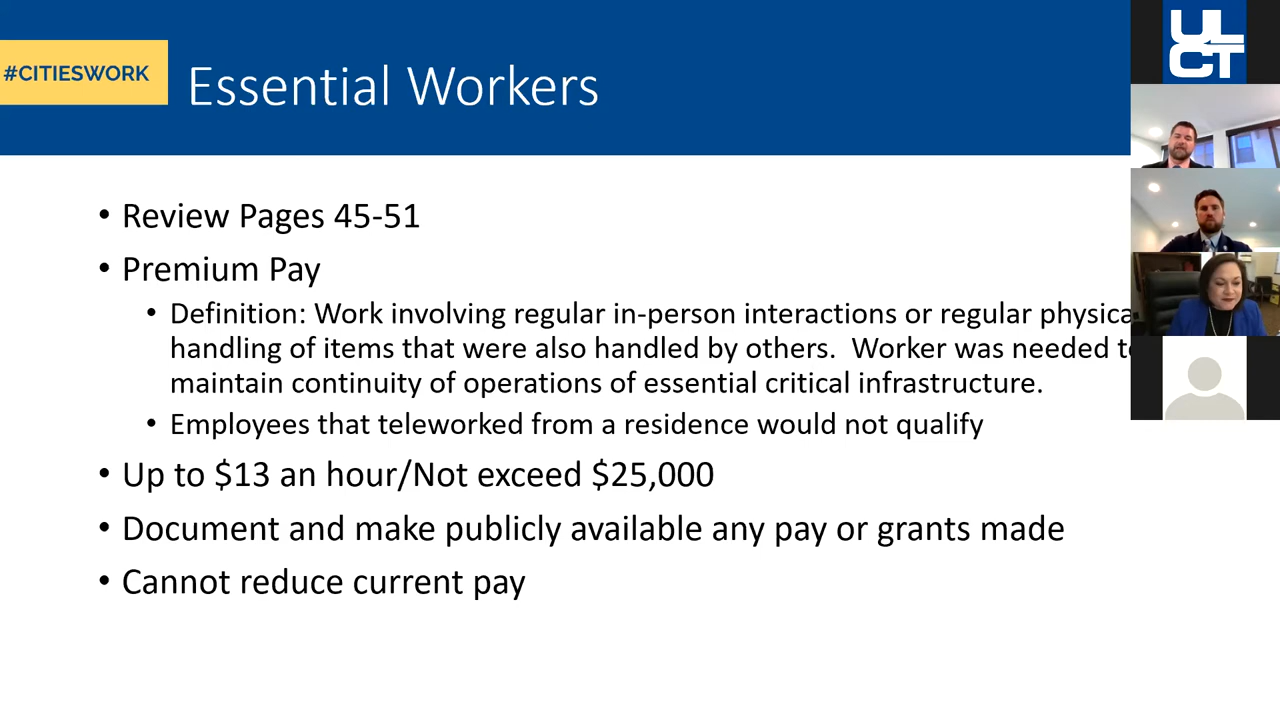 #CITIESWORK
Essential Workers
ULCT
• Review Pages 45-51
• Premium Pay
• Definition: Work involving regular in-person interactions or regular
handling of items that were also handled by others.  Worker was needed
maintain continuity of operations of essential critical infrastructure.
• Employees that teleworked from a residence would not qualify
• Up to $13 an hour/Not exceed $25,000
• Document and make publicly available any pay or grants made
• Cannot reduce current pay